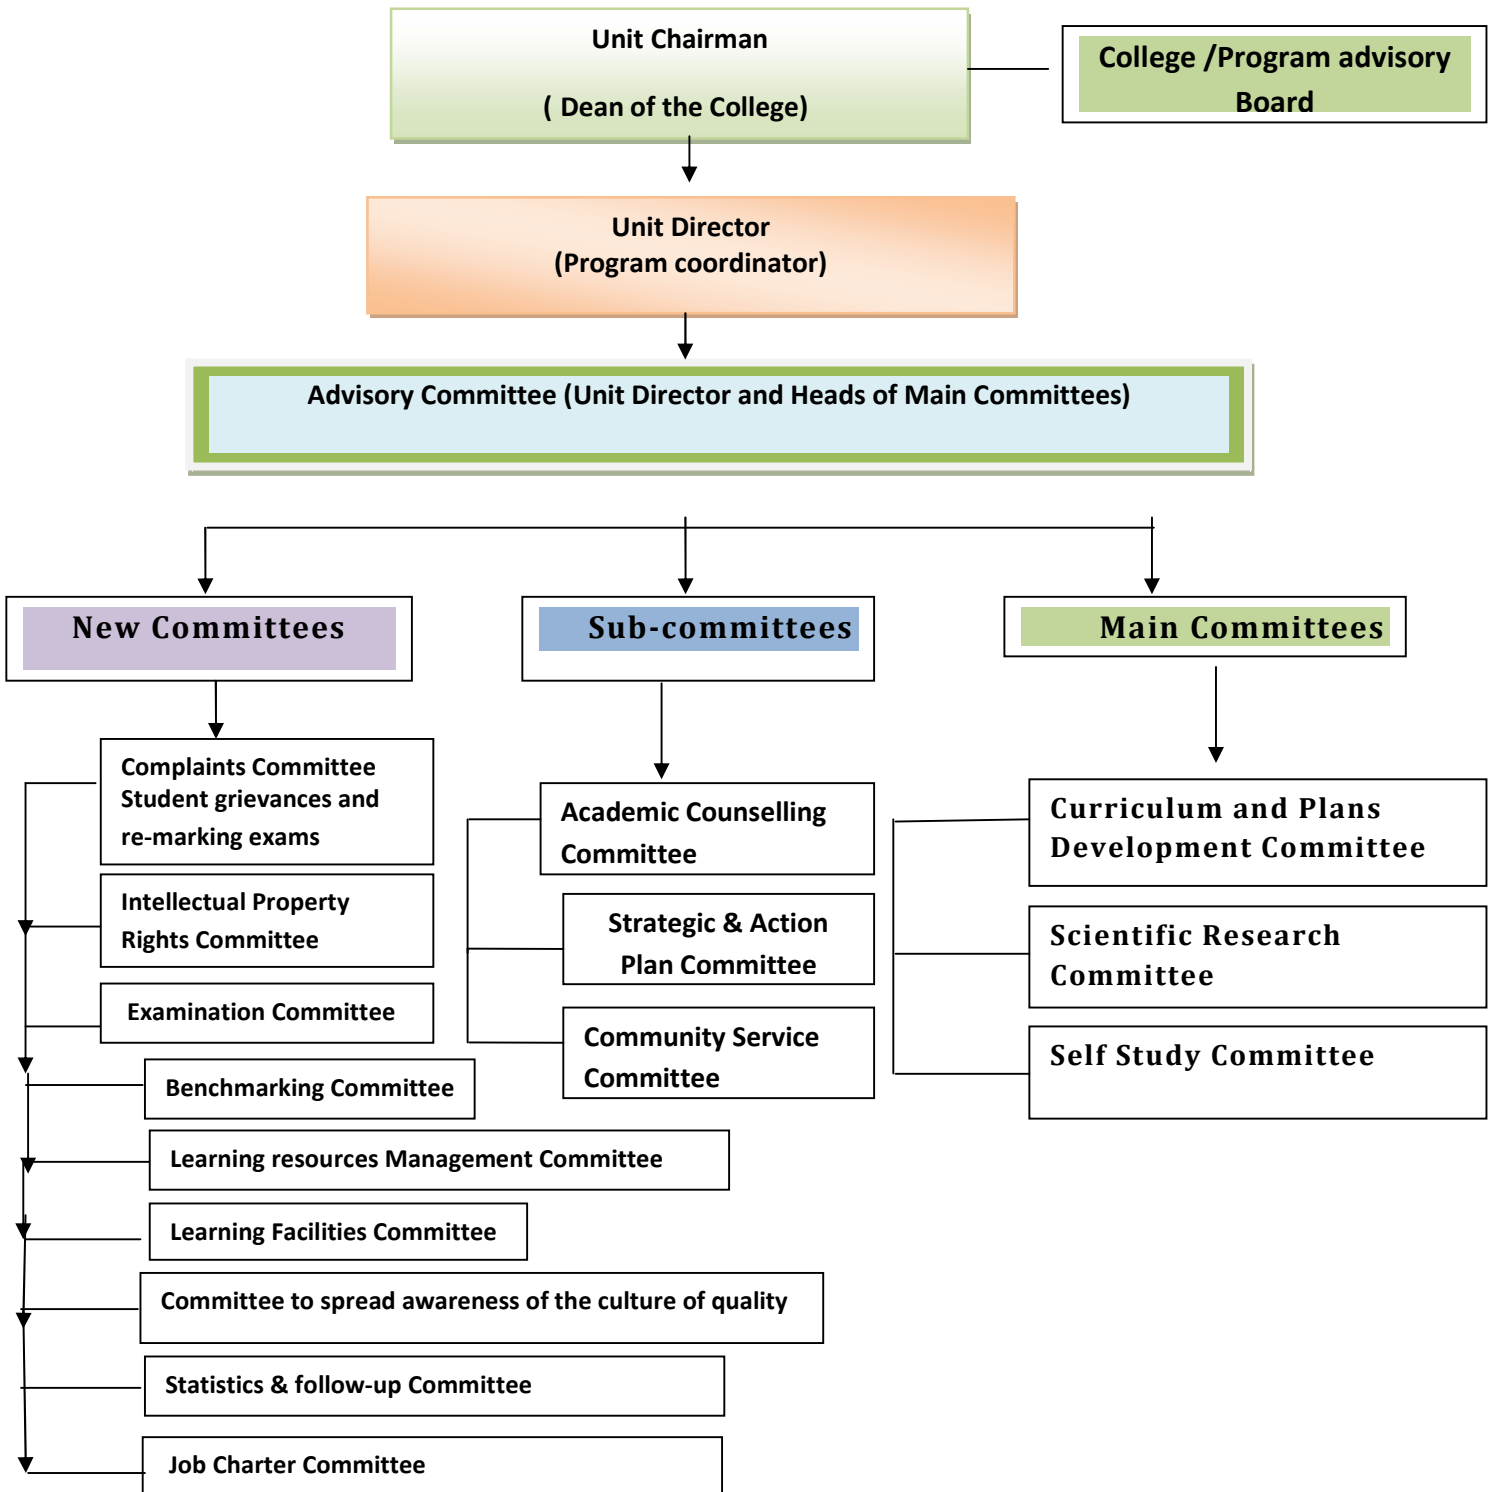 Unit Chairman
( Dean of the College)
College /Program advisory
Board
Unit Director
(Program coordinator)
Advisory Committee (Unit Director and Heads of Main Committees)
New Committees
Sub-committees
Main Committees
Complaints Committee
Student grievances and
re-marking exams
Intellectual Property
Rights Committee
Examination Committee
Benchmarking Committee
Learning resources Management Committee
Learning Facilities Committee
Committee to spread awareness of the culture of quality
Statistics & follow-up Committee
Job Charter Committee
Academic Counselling
Committee
Strategic & Action
Plan Committee
Community Service
Committee
Curriculum and Plans
Development Committee
Scientific Research
Committee
Self Study Committee